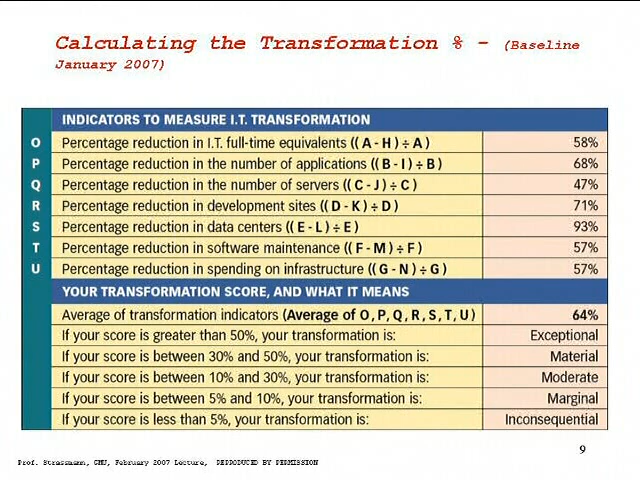 Calculating the Transformation % - (Baseline
January 2007)
INDICATORS TO MEASURE I.T. TRANSFORMATION
O Percentage reduction in I.T. full-time equivalents (( A - H ) ÷ A ) 58%
P Percentage reduction in the number of applications (( B - I ) ÷ B ) 68%
Q Percentage reduction in the number of servers (( C - J ) ÷ C ) 47%
R Percentage reduction in development sites (( D - K ) ÷ D ) 71%
S Percentage reduction in data centers (( E - L ) ÷ E ) 93%
T Percentage reduction in software maintenance (( F - M ) ÷ F ) 57%
U Percentage reduction in spending on infrastructure (( G - N ) ÷ G ) 57%
YOUR TRANSFORMATION SCORE, AND WHAT IT MEANS
Average of transformation indicators (Average of O, P, Q, R, S, T, U ) 64%
If your score is greater than 50%, your transformation is: Exceptional
If your score is between 30% and 50%, your transformation is: Material
If your score is between 10% and 30%, your transformation is: Moderate
If your score is between 5% and 10%, your transformation is: Marginal
If your score is less than 5%, your transformation is: Inconsequential
9
Prof. Strassmann, GMU, February 2007 Lecture, REPRODUCED BY PERMISSION